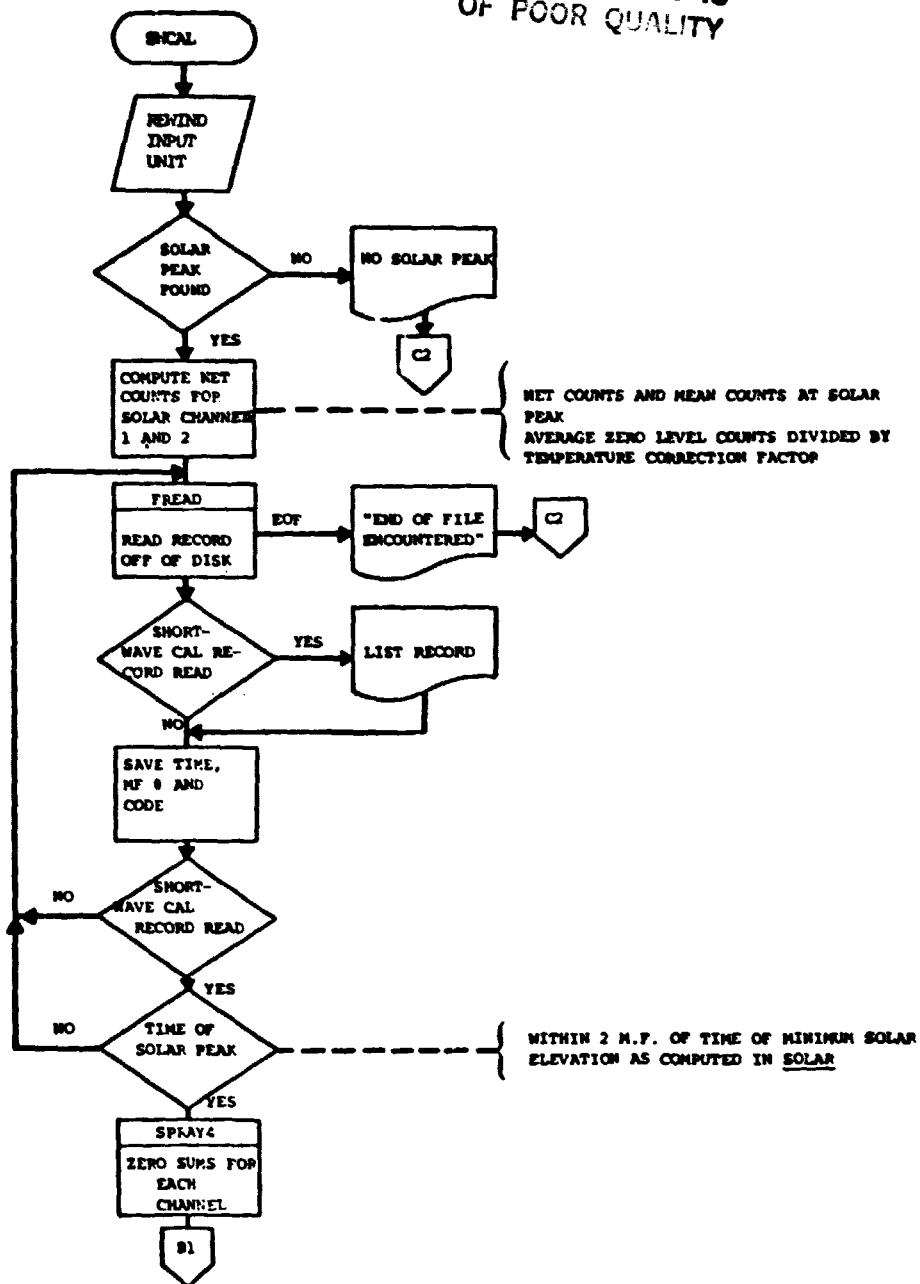 OF POOR QUALITY
SHCAL
REWIND
INPUT
UNIT
SOLAR
PEAK
FOUND
NO
NO SOLAR PEAK
YES
C2
COMPUTE NET
COUNTS FOR
SOLAR CHANNEL
1 AND 2
NET COUNTS AND MEAN COUNTS AT SOLAR
PEAK
AVERAGE ZERO LEVEL COUNTS DIVIDED BY
TEMPERATURE CORRECTION FACTOR
FREAD
READ RECORD
OFF OF DISK
EOF
"END OF FILE
ENCOUNTERED"
C2
SHORT-
WAVE CAL RE-
CORD READ
YES
LIST RECORD
NO
SAVE TIME,
MF # AND
CODE
SHORT-
WAVE CAL
RECORD READ
NO
YES
TIME OF
SOLAR PEAK
NO
WITHIN 2 M.F. OF TIME OF MINIMUM SOLAR
ELEVATION AS COMPUTED IN SOLAR
YES
SPRAY4
ZERO SUMS FOR
EACH
CHANNEL
B1